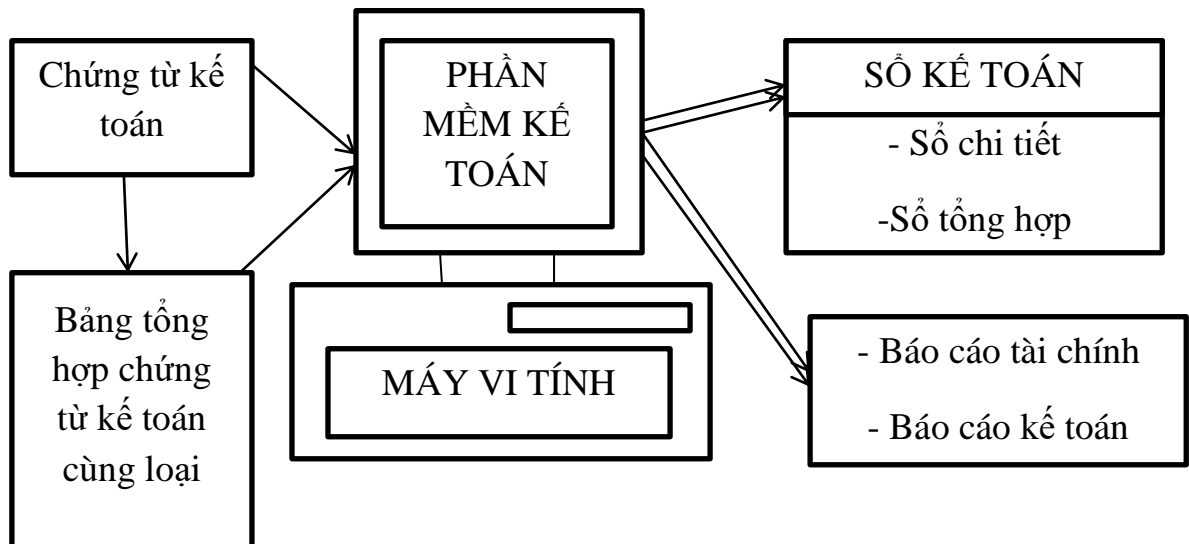 Chứng từ kế
toán
Bảng tổng
hợp chứng
từ kế toán
cùng loại
PHẦN
MỀM KẾ
TOÁN
MÁY VI TÍNH
SỔ KẾ TOÁN
- Sổ chi tiết
-Sổ tổng hợp
- Báo cáo tài chính
- Báo cáo kế toán